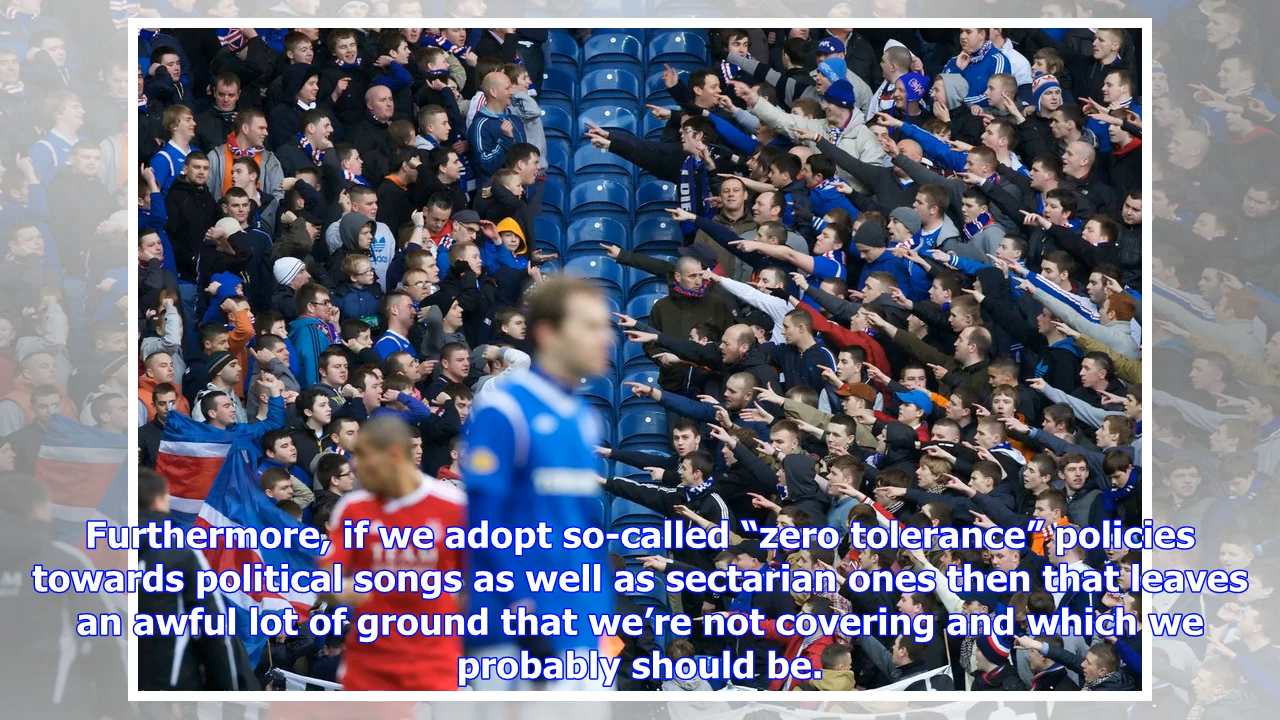 Furthermore, if we adopt so-called “zero tolerance” policies
towards political songs as well as sectarian ones then that leaves
an awful lot of ground that we’re not covering and which we
probably should be.
adidas